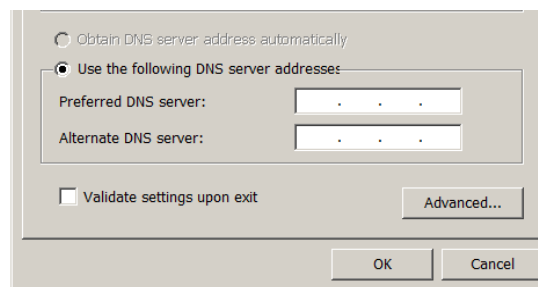 Obtain DNS server address automatically
Use the following DNS server addresses:
Preferred DNS server: . . .
Alternate DNS server: . . .
Validate settings upon exit
Advanced...
OK Cancel